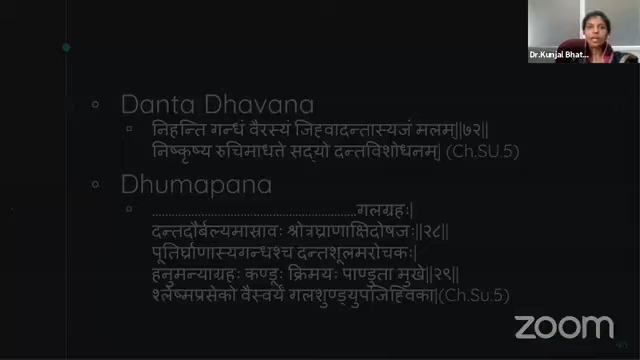 Dr.Kunjal Bhat...
Danta Dhavana
निहन्ति गन्धं वैरस्यं जिह्वादन्तास्यजं मलम्||७२||
निष्कृष्य रुचिमाधत्ते सद्यो दन्तविशोधनम्| (Ch.SU.5)
Dhumapana
......................................................गलग्रहः|
दन्तदौर्बल्यमास्रावः श्रोत्रघ्राणाक्षिदोषजः||२८||
पूतिर्घ्राणास्यगन्धश्च दन्तशूलमरोचकः|
हनुमन्याग्रहः कण्डूः क्रिमयः पाण्डुता मुखे||२९||
श्लेष्मप्रसेको वैस्वर्यं गलशुण्ड्युपजिह्विका|(Ch.Su.5)
zoom